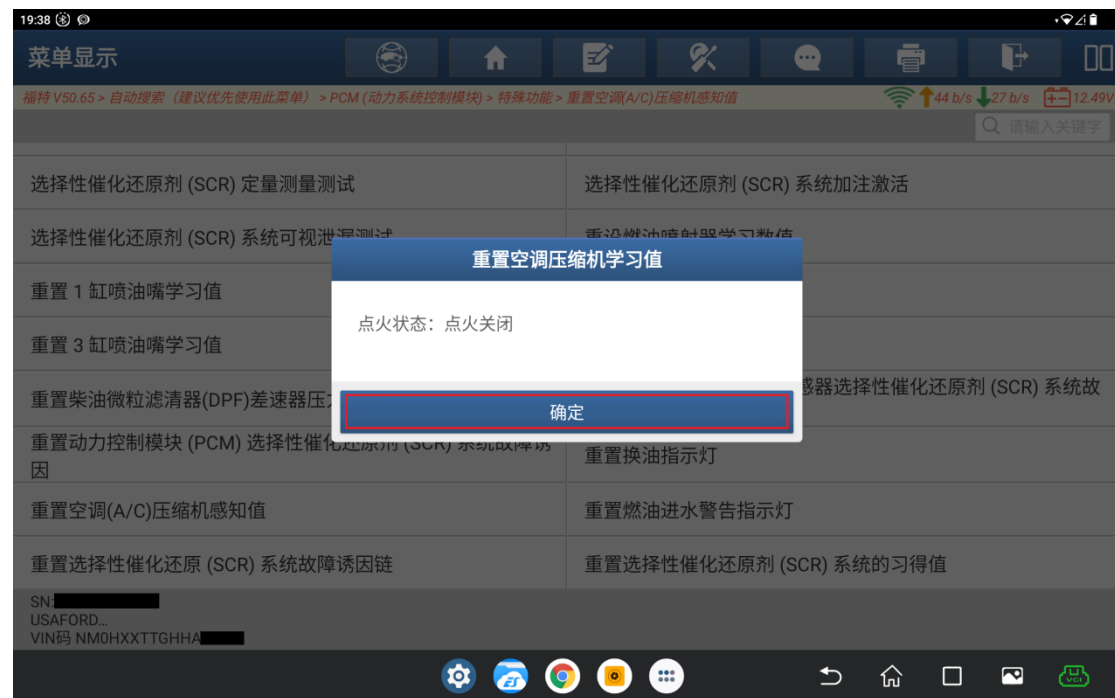 19:38
菜单显示
福特 V50.65 > 自动搜索（建议优先使用此菜单） > PCM (动力系统控制模块) > 特殊功能 > 重置空调(A/C)压缩机感知值
44 b/s 27 b/s 12.49V
请输入关键字
选择性催化还原剂 (SCR) 定量测量测试
选择性催化还原剂 (SCR) 系统加注激活
选择性催化还原剂 (SCR) 系统可视泄漏测试
重设燃油喷射器学习数值
重置空调压缩机学习值
点火状态：点火关闭
确定
重置 1 缸喷油嘴学习值
重置 3 缸喷油嘴学习值
重置柴油微粒滤清器(DPF)差速器压
感器选择性催化还原剂 (SCR) 系统故
重置动力控制模块 (PCM) 选择性催化还原剂 (SCR) 系统故障诱
因
重置换油指示灯
重置空调(A/C)压缩机感知值
重置燃油进水警告指示灯
重置选择性催化还原 (SCR) 系统故障诱因链
重置选择性催化还原剂 (SCR) 系统的习得值
SN:
USAFORD...
VIN码 NM0HXXTTGHHA
VCI